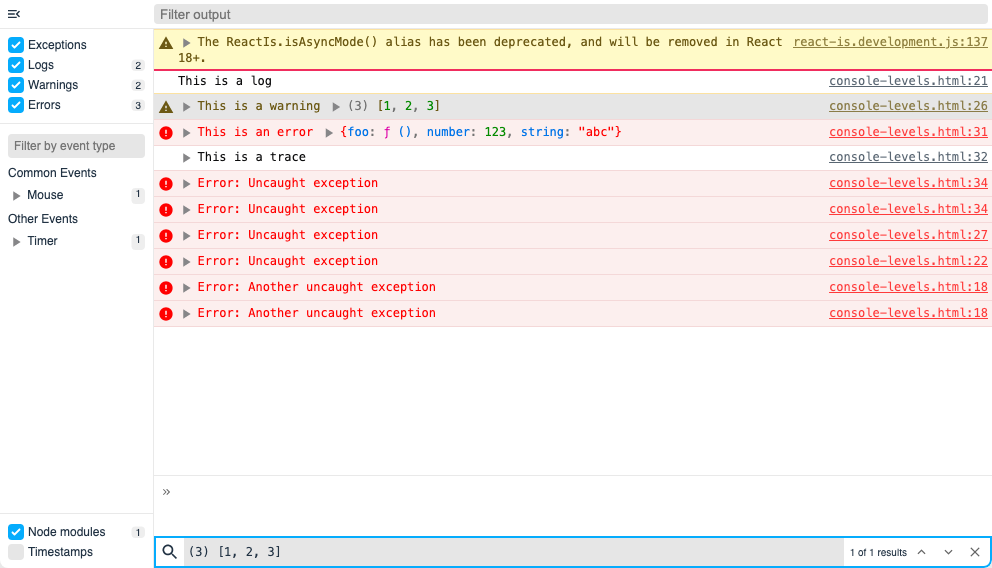 Filter output
Exceptions
Logs 2
Warnings 2
Errors 3
Filter by event type
Common Events
Mouse 1
Other Events
Timer 1
Node modules 1
Timestamps
The ReactIs.isAsyncMode() alias has been deprecated, and will be removed in React react-is.development.js:137
18+.
This is a log console-levels.html:21
This is a warning (3) [1, 2, 3] console-levels.html:26
This is an error {foo: ƒ (), number: 123, string: "abc"} console-levels.html:31
This is a trace console-levels.html:32
Error: Uncaught exception console-levels.html:34
Error: Uncaught exception console-levels.html:34
Error: Uncaught exception console-levels.html:27
Error: Uncaught exception console-levels.html:22
Error: Another uncaught exception console-levels.html:18
Error: Another uncaught exception console-levels.html:18
»
(3) [1, 2, 3] 1 of 1 results